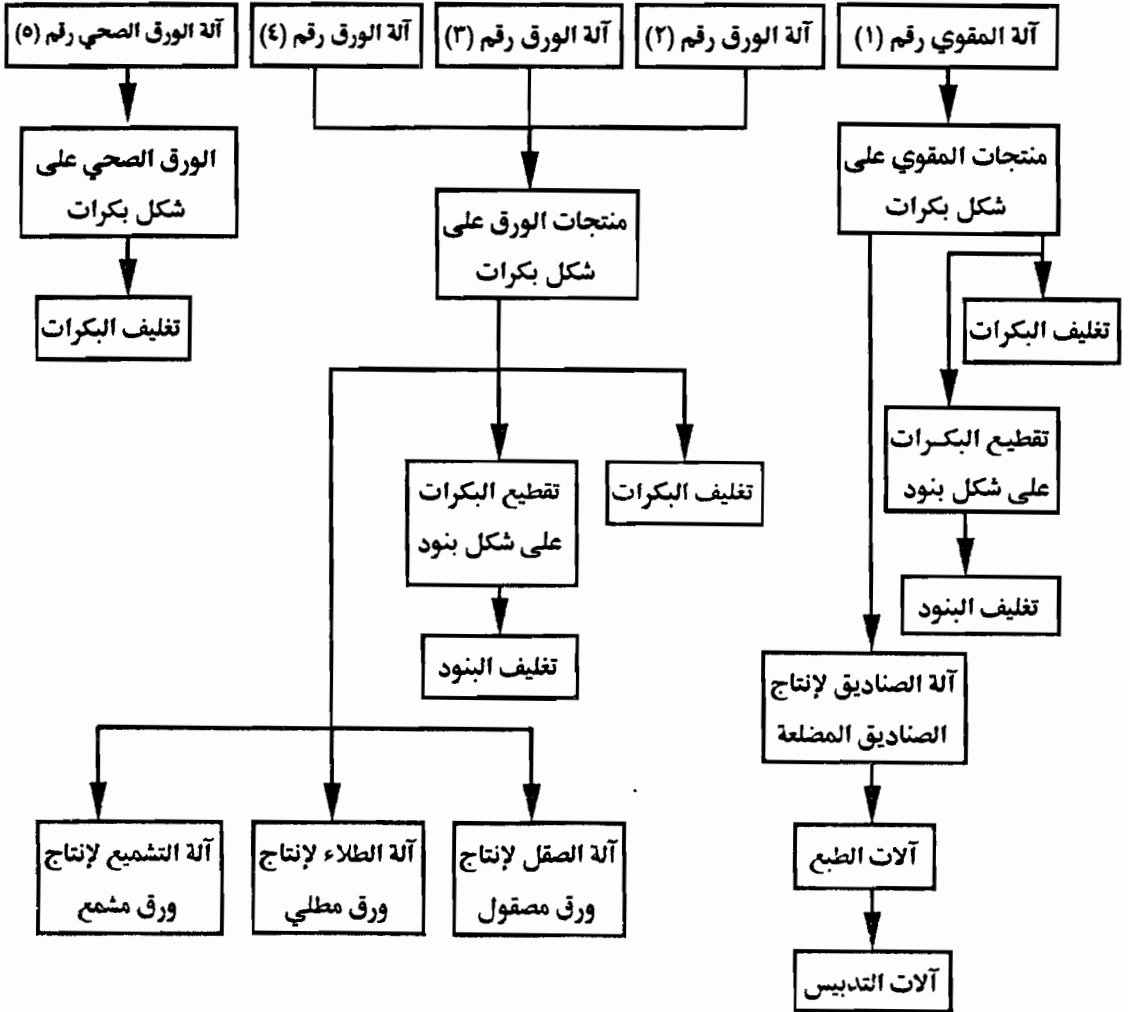 آلة المقوي رقم (١)
آلة الورق رقم (٢)
آلة الورق رقم (٣)
آلة الورق رقم (٤)
آلة الورق الصحي رقم (٥)
منتجات المقوي على
شكل بكرات
منتجات الورق على
شكل بكرات
الورق الصحي على
شكل بكرات
تغليف البكرات
تغليف البكرات
تقطيع البكرات
على شكل بنود
تغليف البكرات
تقطيع البكرات
على شكل بنود
تغليف البنود
تغليف البنود
آلة الصناديق لإنتاج
الصناديق المضلعة
آلة الصقل لإنتاج
ورق مصقول
آلة الطلاء لإنتاج
ورق مطلي
آلة التشميع لإنتاج
ورق مشمع
آلات الطبع
آلات التدبيس